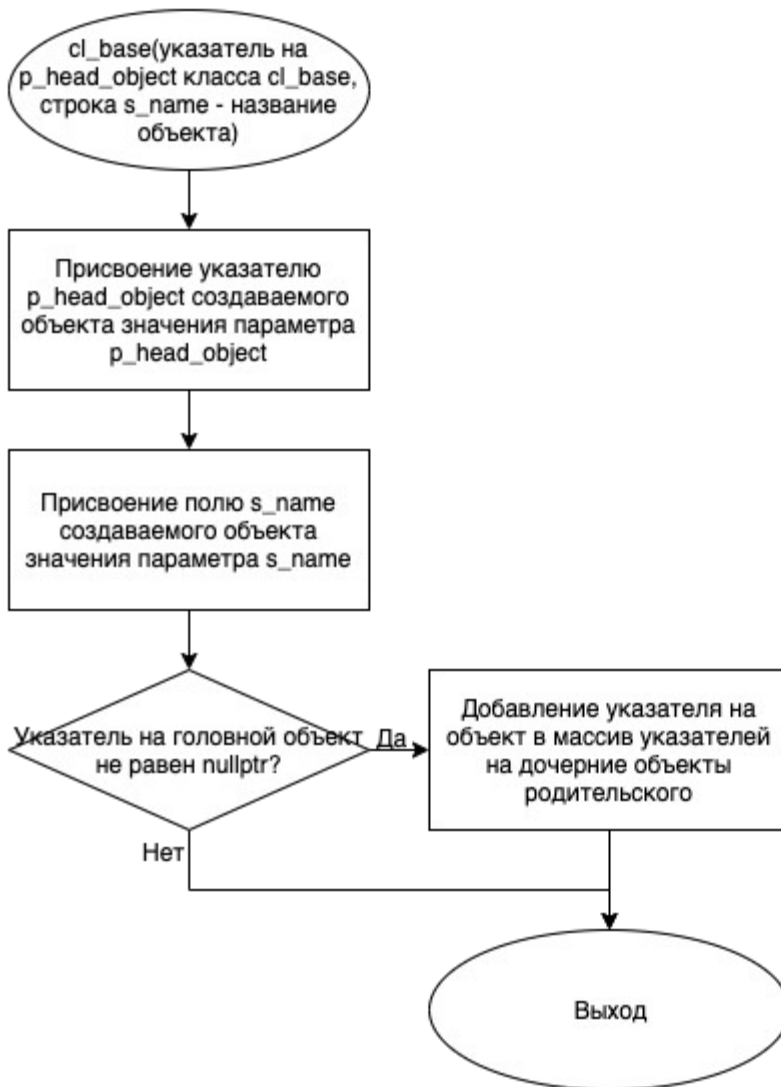 cl_base(указатель на
p_head_object класса cl_base,
строка s_name - название
объекта)
Присвоение указателю
p_head_object создаваемого
объекта значения параметра
p_head_object
Присвоение полю s_name
создаваемого объекта
значения параметра s_name
Указатель на головной объект
не равен nullptr?
Да
Добавление указателя на
объект в массив указателей
на дочерние объекты
родительского
Нет
Выход